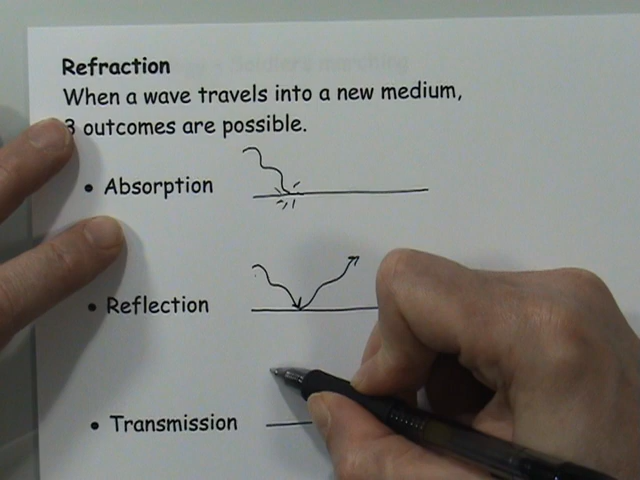 Refraction
When a wave travels into a new medium,
3 outcomes are possible.
• Absorption
• Reflection
• Transmission